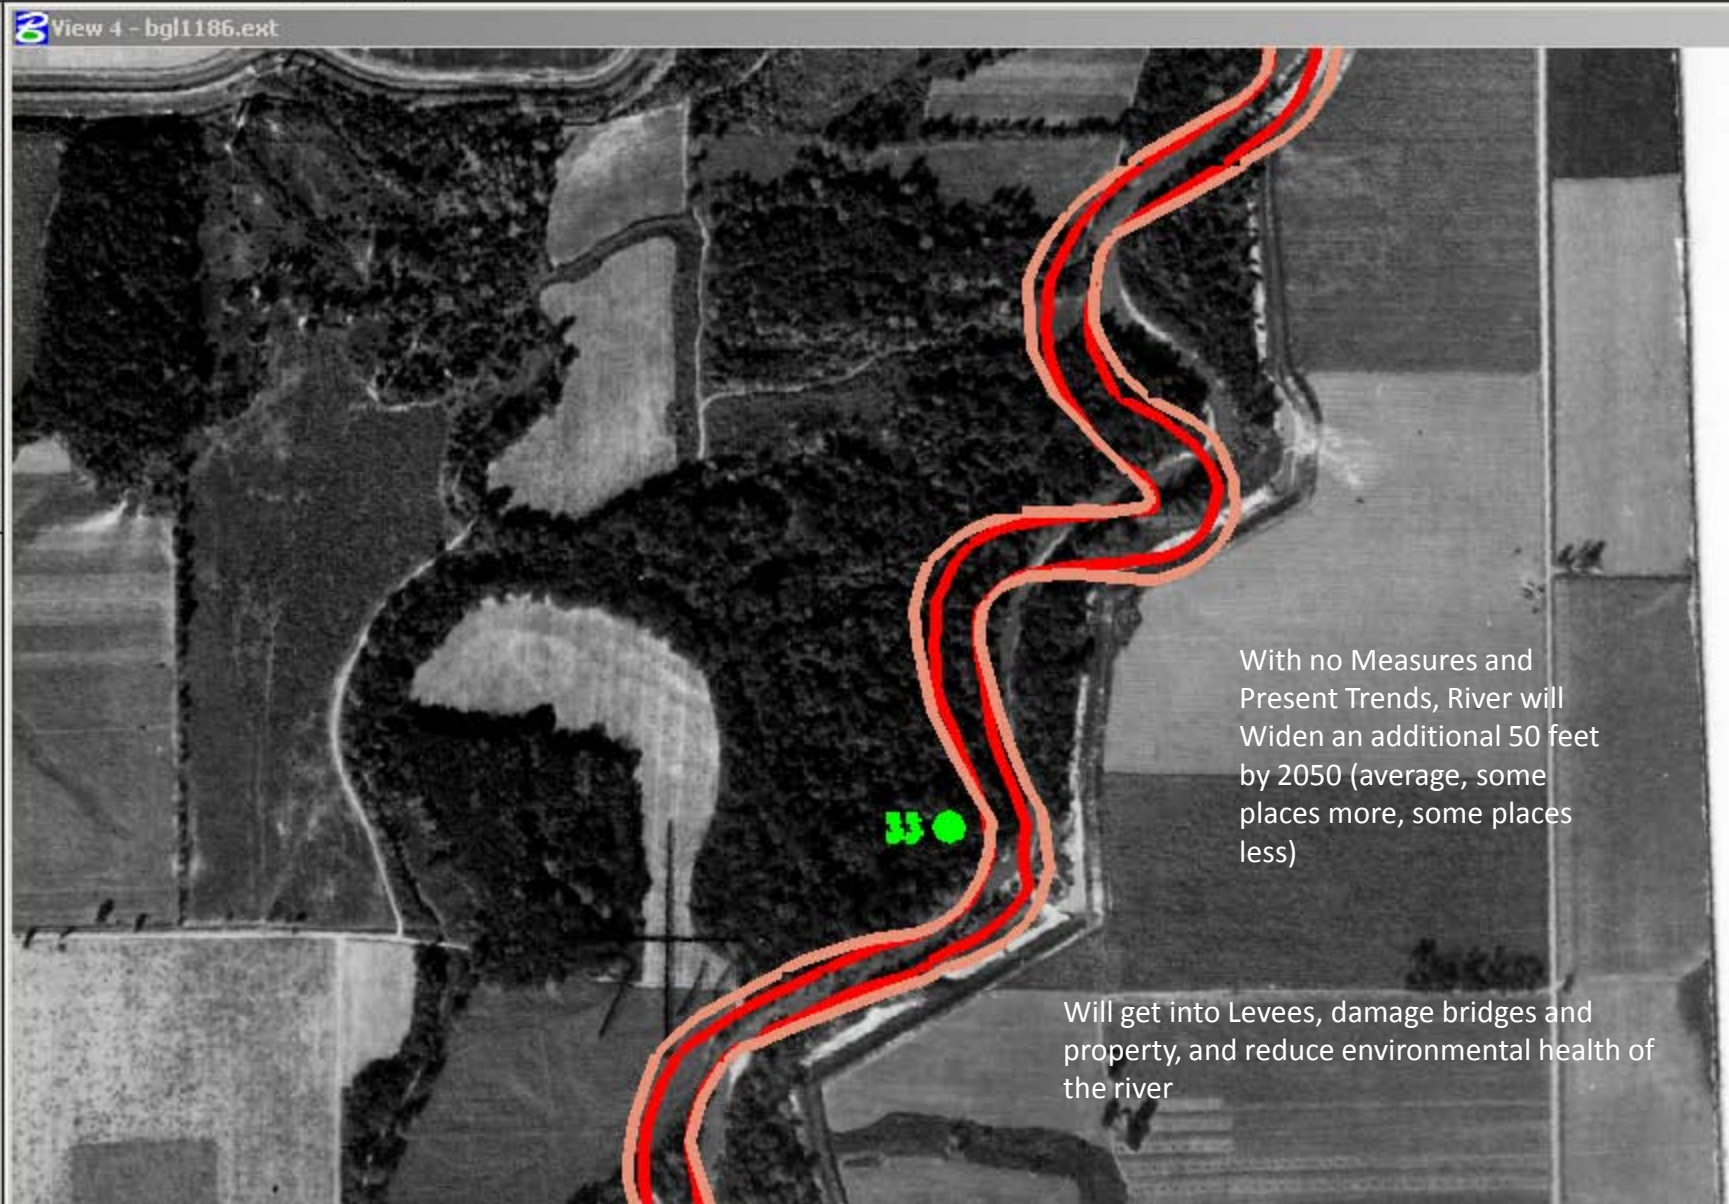 View 4 - bgl1186.ext
With no Measures and
Present Trends, River will
Widen an additional 50 feet
by 2050 (average, some
places more, some places
less)
33
Will get into Levees, damage bridges and
property, and reduce environmental health of
the river